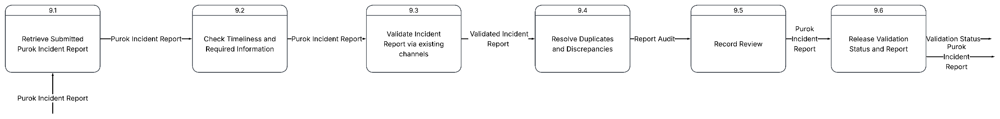 9.1
Retrieve Submitted
Purok Incident Report
Purok Incident Report
Purok Incident Report
9.2
Check Timeliness and
Required Information
Purok Incident Report
9.3
Validate Incident
Report via existing
channels
Validated Incident
Report
9.4
Resolve Duplicates
and Discrepancies
Report Audit
9.5
Record Review
Purok
Incident
Report
9.6
Release Validation
Status and Report
Validation Status
Purok
Incident
Report